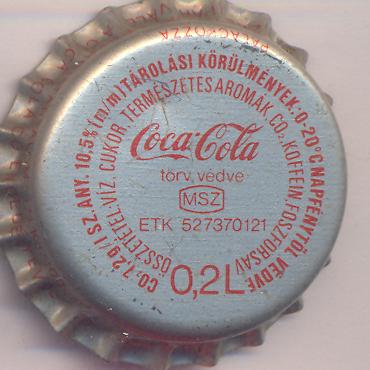 CO₂ 7,2g/l SZ. ANY. 10,5% (m/m) TÁROLÁSI KÖRÜLMÉNYEK: 0-20°C NAPFÉNYTŐL VÉDVE
ÖSSZETÉTEL: VÍZ, CUKOR, TERMÉSZETES AROMÁK, CO₂, KOFFEIN, FOSZFORSAV
Coca-Cola
törv. védve
MSZ
ETK 527370121
0,2L